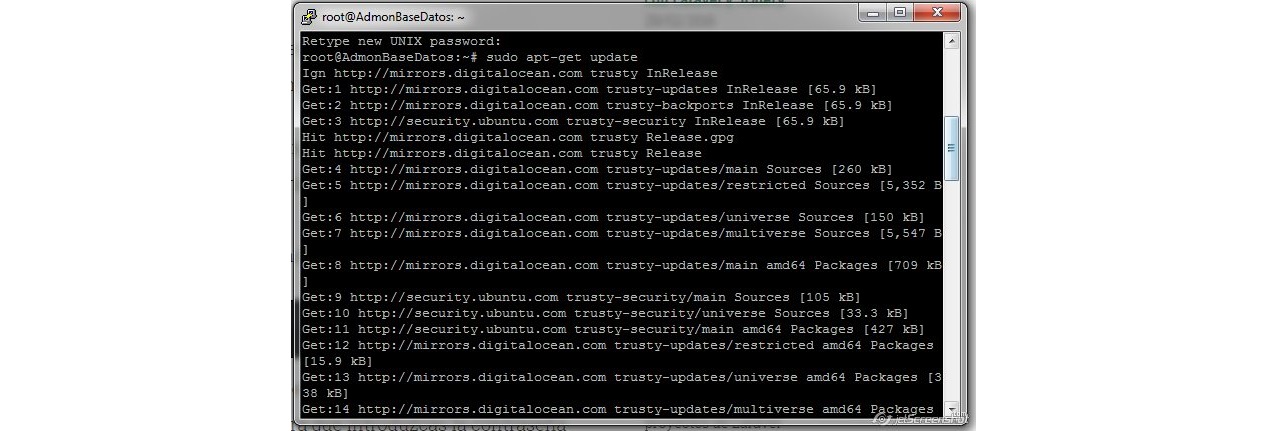 root@AdmonBaseDatos: ~
Retype new UNIX password:
root@AdmonBaseDatos:~# sudo apt-get update
Ign http://mirrors.digitalocean.com trusty InRelease
Get:1 http://mirrors.digitalocean.com trusty-updates InRelease [65.9 kB]
Get:2 http://mirrors.digitalocean.com trusty-backports InRelease [65.9 kB]
Get:3 http://security.ubuntu.com trusty-security InRelease [65.9 kB]
Hit http://mirrors.digitalocean.com trusty Release.gpg
Hit http://mirrors.digitalocean.com trusty Release
Get:4 http://mirrors.digitalocean.com trusty-updates/main Sources [260 kB]
Get:5 http://mirrors.digitalocean.com trusty-updates/restricted Sources [5,352 B
]
Get:6 http://mirrors.digitalocean.com trusty-updates/universe Sources [150 kB]
Get:7 http://mirrors.digitalocean.com trusty-updates/multiverse Sources [5,547 B
]
Get:8 http://mirrors.digitalocean.com trusty-updates/main amd64 Packages [709 kB
]
Get:9 http://security.ubuntu.com trusty-security/main Sources [105 kB]
Get:10 http://security.ubuntu.com trusty-security/universe Sources [33.3 kB]
Get:11 http://security.ubuntu.com trusty-security/main amd64 Packages [427 kB]
Get:12 http://mirrors.digitalocean.com trusty-updates/restricted amd64 Packages
[15.9 kB]
Get:13 http://mirrors.digitalocean.com trusty-updates/universe amd64 Packages [3
38 kB]
Get:14 http://mirrors.digitalocean.com trusty-updates/multiverse amd64 Packages
jetScreenshot
que introduzcas la contraseña
proyectos de Laravel